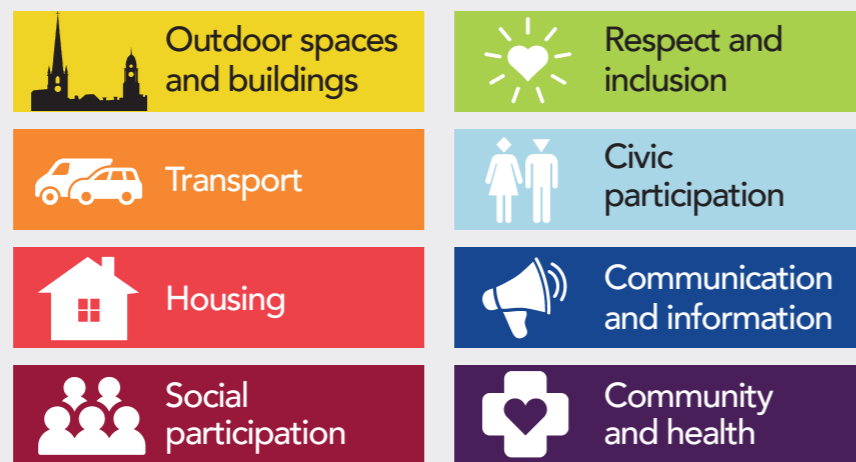 Outdoor spaces
and buildings
Transport
Housing
Social
participation
Respect and
inclusion
Civic
participation
Communication
and information
Community
and health